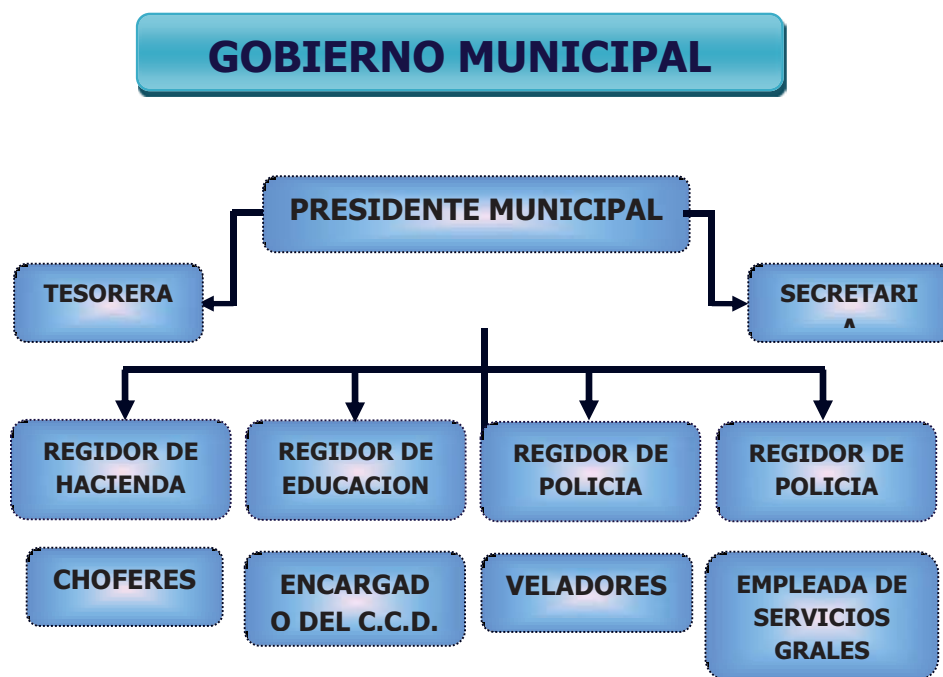 GOBIERNO MUNICIPAL
PRESIDENTE MUNICIPAL
TESORERA
SECRETARI
A
REGIDOR DE
HACIENDA
REGIDOR DE
EDUCACION
REGIDOR DE
POLICIA
REGIDOR DE
POLICIA
CHOFERES
ENCARGAD
O DEL C.C.D.
VELADORES
EMPLEADA DE
SERVICIOS
GRALES